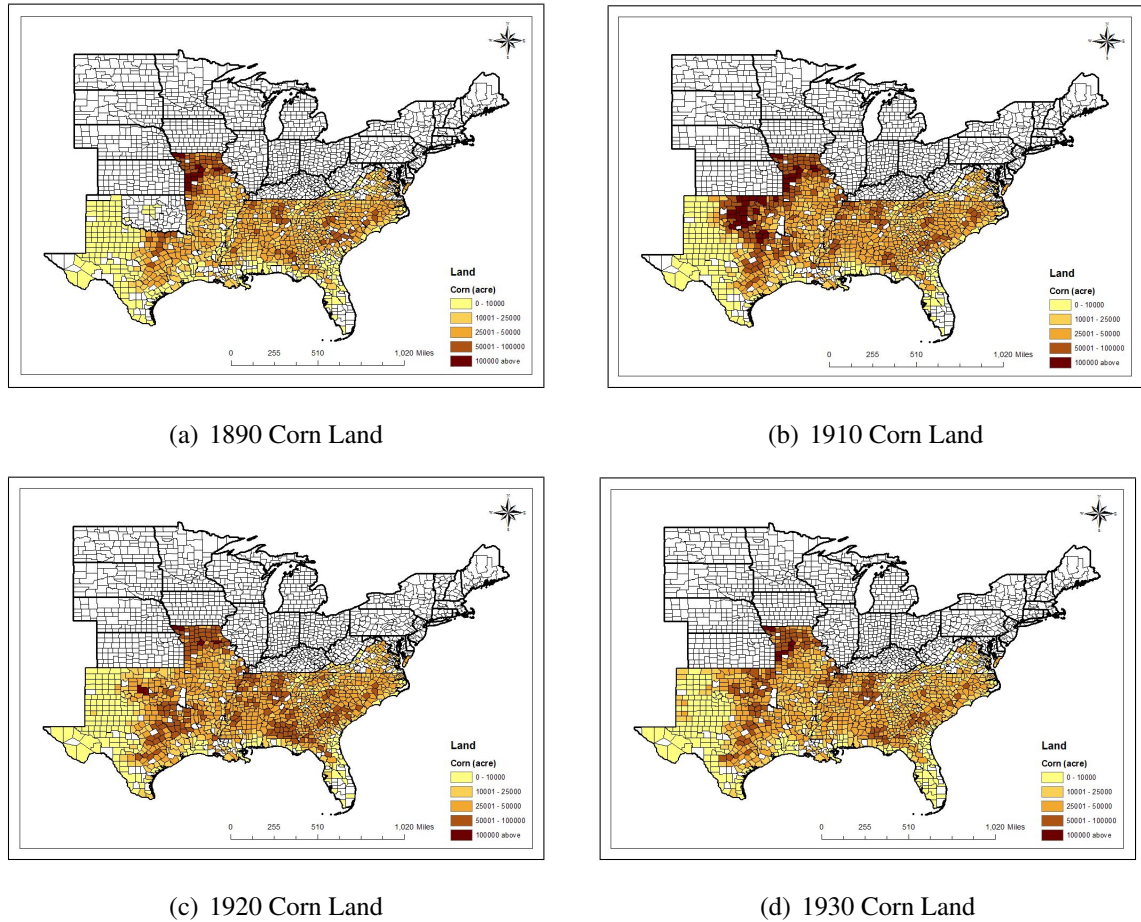 Land
Corn (acre)
0 - 10000
10001 - 25000
25001 - 50000
50001 - 100000
100000 above
0 255 510 1,020 Miles
Land
Corn (acre)
0 - 10000
10001 - 25000
25001 - 50000
50001 - 100000
100000 above
0 255 510 1,020 Miles
(a) 1890 Corn Land
(b) 1910 Corn Land
Land
Corn (acre)
0 - 10000
10001 - 25000
25001 - 50000
50001 - 100000
100000 above
0 255 510 1,020 Miles
Land
Corn (acre)
0 - 10000
10001 - 25000
25001 - 50000
50001 - 100000
100000 above
0 255 510 1,020 Miles
(c) 1920 Corn Land
(d) 1930 Corn Land